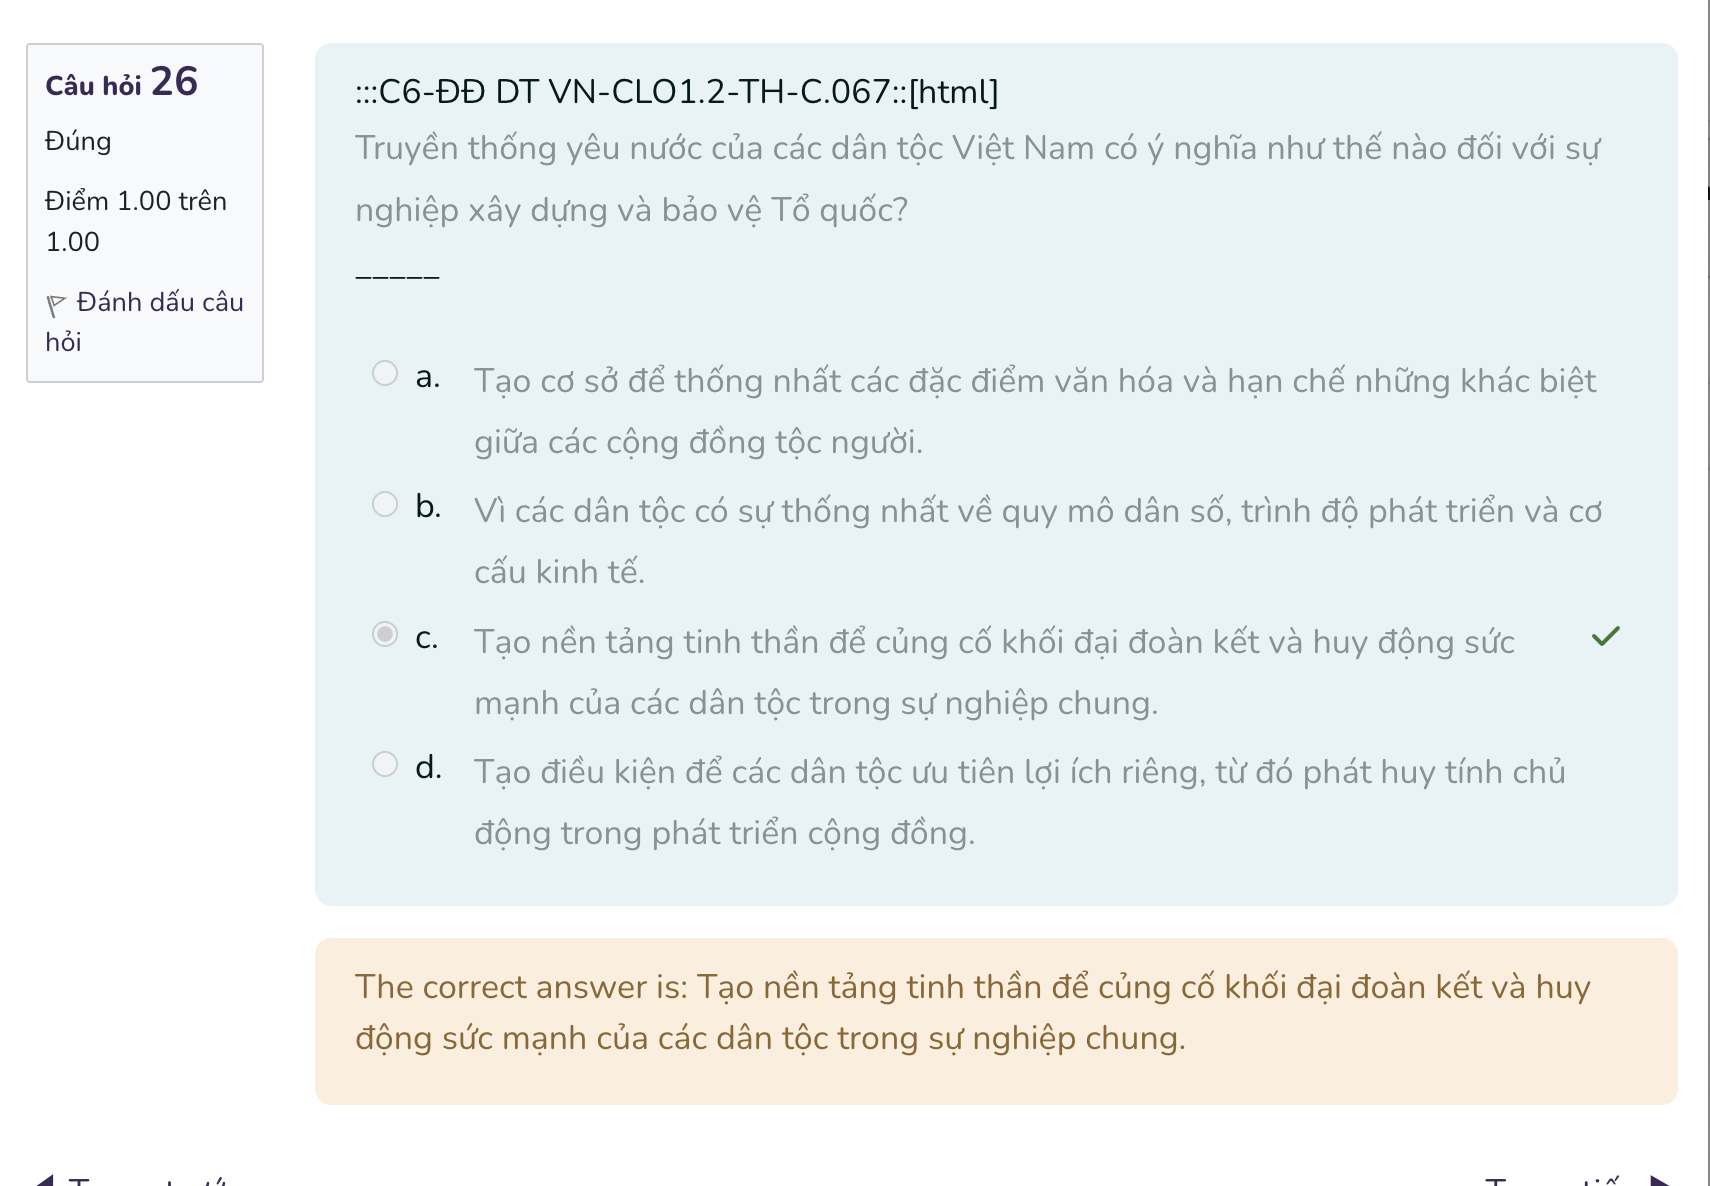 Câu hỏi 26
Đúng
Điểm 1.00 trên
1.00
Đánh dấu câu
hỏi
:::C6-ĐĐ DT VN-CLO1.2-TH-C.067::[html]
Truyền thống yêu nước của các dân tộc Việt Nam có ý nghĩa như thế nào đối với sự
nghiệp xây dựng và bảo vệ Tổ quốc?
_____
a. Tạo cơ sở để thống nhất các đặc điểm văn hóa và hạn chế những khác biệt
giữa các cộng đồng tộc người.
b. Vì các dân tộc có sự thống nhất về quy mô dân số, trình độ phát triển và cơ
cấu kinh tế.
c. Tạo nền tảng tinh thần để củng cố khối đại đoàn kết và huy động sức
mạnh của các dân tộc trong sự nghiệp chung.
d. Tạo điều kiện để các dân tộc ưu tiên lợi ích riêng, từ đó phát huy tính chủ
động trong phát triển cộng đồng.
The correct answer is: Tạo nền tảng tinh thần để củng cố khối đại đoàn kết và huy
động sức mạnh của các dân tộc trong sự nghiệp chung.